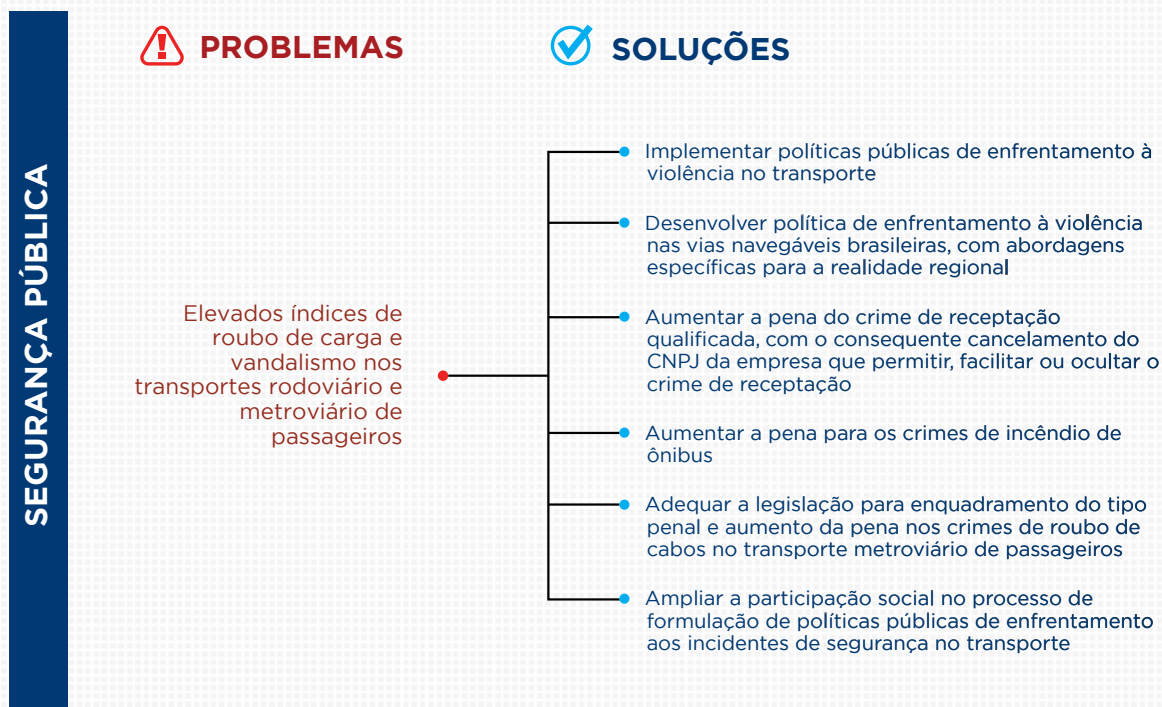 SEGURANÇA PÚBLICA
PROBLEMAS
SOLUÇÕES
Elevados índices de
roubo de carga e
vandalismo nos
transportes rodoviário e
metroviário de
passageiros
Implementar políticas públicas de enfrentamento à
violência no transporte
Desenvolver política de enfrentamento à violência
nas vias navegáveis brasileiras, com abordagens
específicas para a realidade regional
Aumentar a pena do crime de receptação
qualificada, com o consequente cancelamento do
CNPJ da empresa que permitir, facilitar ou ocultar o
crime de receptação
Aumentar a pena para os crimes de incêndio de
ônibus
Adequar a legislação para enquadramento do tipo
penal e aumento da pena nos crimes de roubo de
cabos no transporte metroviário de passageiros
Ampliar a participação social no processo de
formulação de políticas públicas de enfrentamento
aos incidentes de segurança no transporte